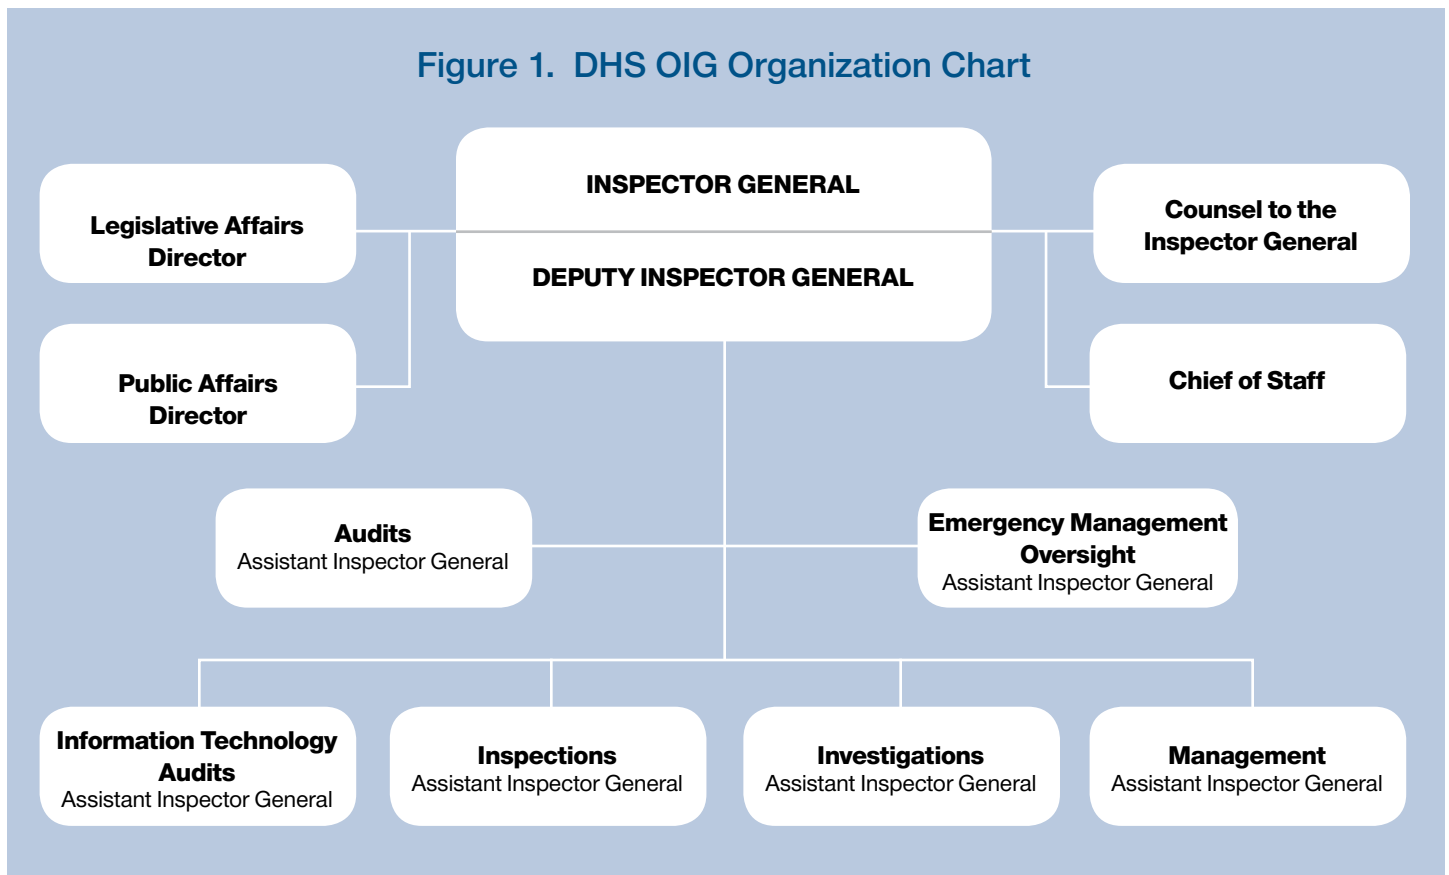 Figure 1.  DHS OIG Organization Chart
INSPECTOR GENERAL
DEPUTY INSPECTOR GENERAL
Legislative Affairs
Director
Public Affairs
Director
Counsel to the
Inspector General
Chief of Staff
Audits
Assistant Inspector General
Emergency Management
Oversight
Assistant Inspector General
Information Technology
Audits
Assistant Inspector General
Inspections
Assistant Inspector General
Investigations
Assistant Inspector General
Management
Assistant Inspector General